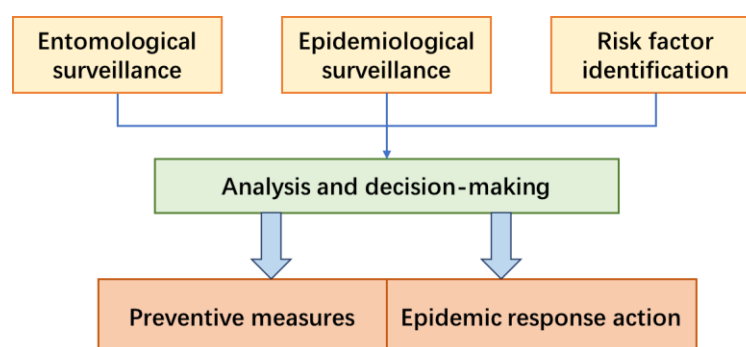 Entomological
surveillance
Epidemiological
surveillance
Risk factor
identification
Analysis and decision-making
Preventive measures
Epidemic response action